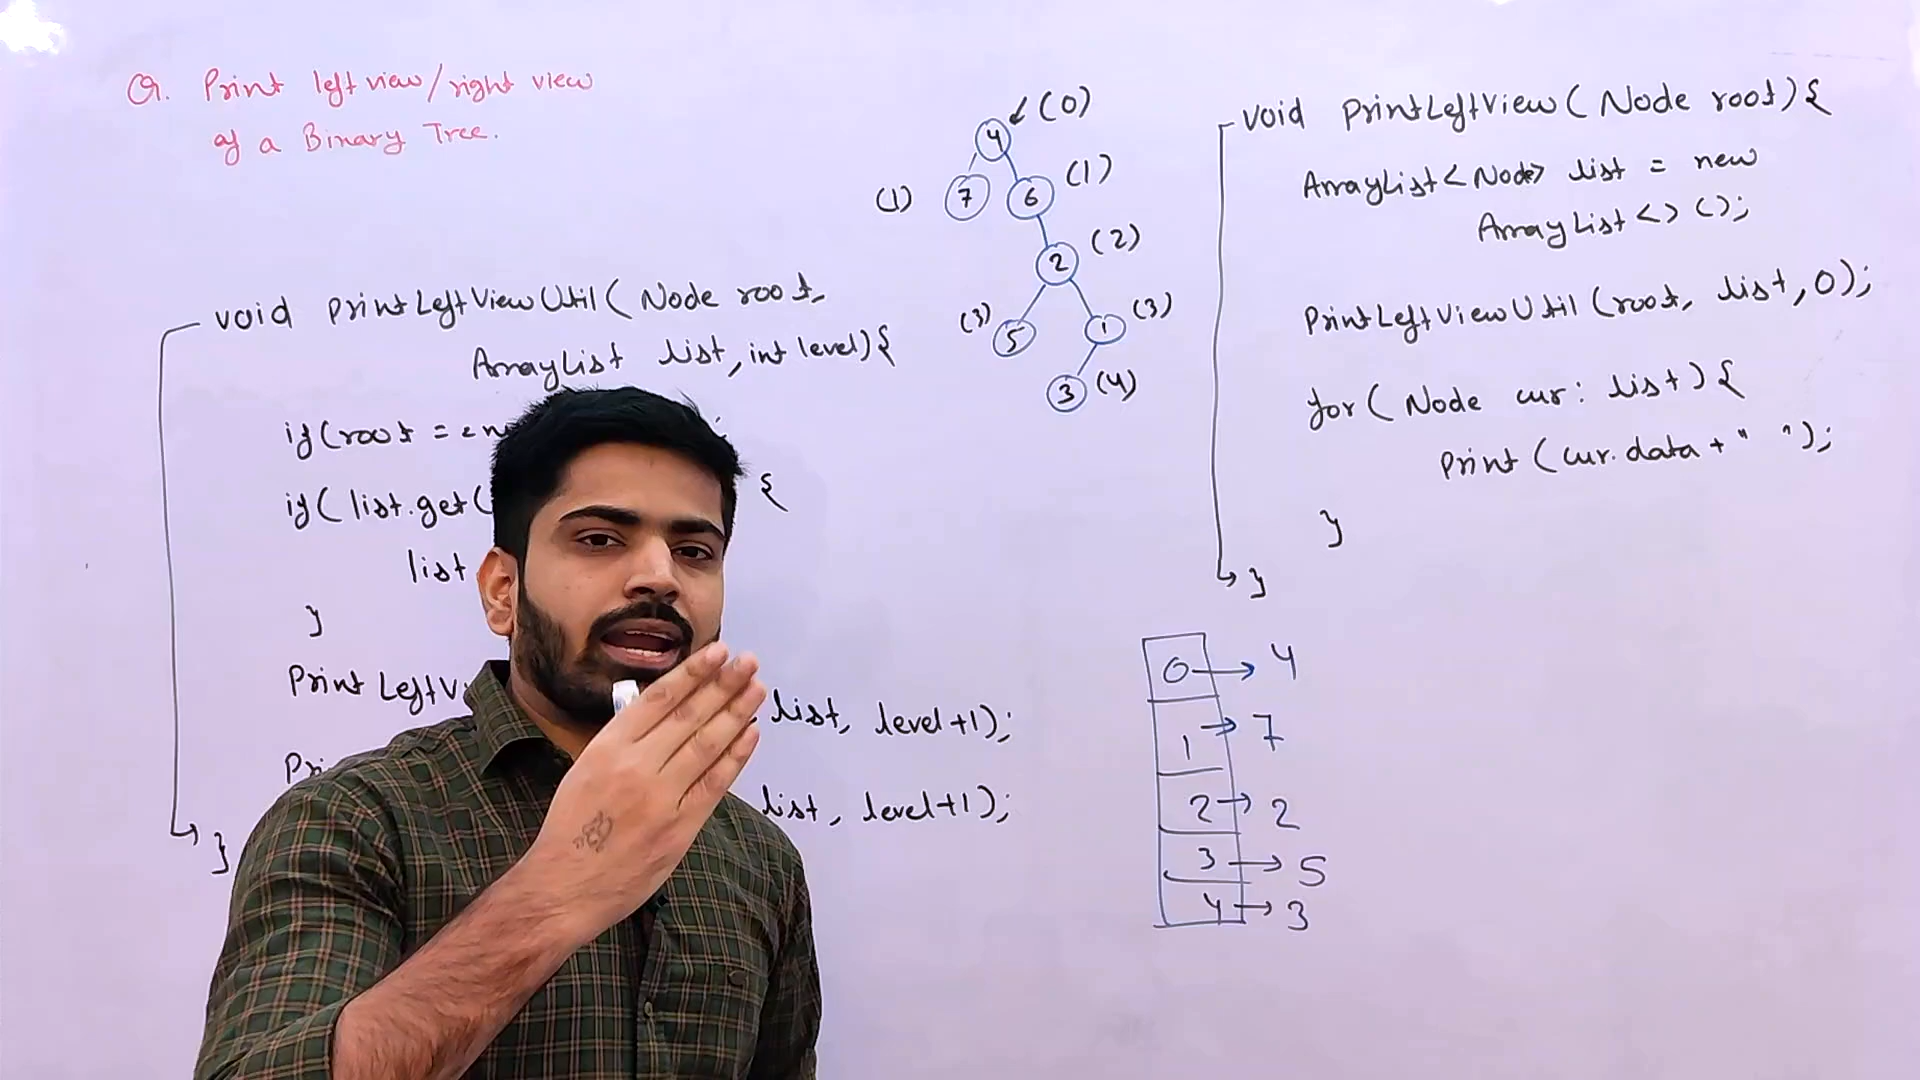 Q. Print left view/right view
of a Binary Tree.
void PrintLeftViewUtil( Node root,
ArrayList list, int level){
if(root ==
if( list.get( {
list
}
Print
list, level+1);
list, level+1);
}
(0)
4
(1) 7 6 (1)
2 (2)
(3) 5 1 (3)
3 (4)
void PrintLeftView( Node root){
ArrayList<Node> list = new
ArrayList<>();
PrintLeftViewUtil(root, list, 0);
for( Node cur: list){
Print (cur.data + " ");
}
}
0 → 4
1 → 7
2 → 2
3 → 5
4 → 3